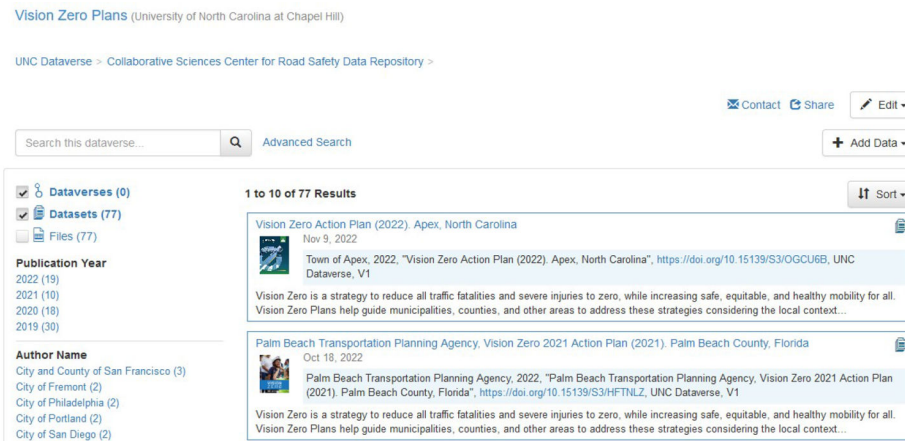 Vision Zero Plans (University of North Carolina at Chapel Hill)
UNC Dataverse > Collaborative Sciences Center for Road Safety Data Repository >
Contact Share Edit
Search this dataverse... Advanced Search Add Data
Dataverses (0)
Datasets (77)
Files (77)
Publication Year
2022 (19)
2021 (10)
2020 (18)
2019 (30)
Author Name
City and County of San Francisco (3)
City of Fremont (2)
City of Philadelphia (2)
City of Portland (2)
City of San Diego (2)
1 to 10 of 77 Results Sort
Vision Zero Action Plan (2022). Apex, North Carolina
Nov 9, 2022
Town of Apex, 2022, "Vision Zero Action Plan (2022). Apex, North Carolina", https://doi.org/10.15139/S3/OGCU6B, UNC
Dataverse, V1
Vision Zero is a strategy to reduce all traffic fatalities and severe injuries to zero, while increasing safe, equitable, and healthy mobility for all.
Vision Zero Plans help guide municipalities, counties, and other areas to address these strategies considering the local context...
Palm Beach Transportation Planning Agency, Vision Zero 2021 Action Plan (2021). Palm Beach County, Florida
Oct 18, 2022
Palm Beach Transportation Planning Agency, 2022, "Palm Beach Transportation Planning Agency, Vision Zero 2021 Action Plan
(2021). Palm Beach County, Florida", https://doi.org/10.15139/S3/HFTNLZ, UNC Dataverse, V1
Vision Zero is a strategy to reduce all traffic fatalities and severe injuries to zero, while increasing safe, equitable, and healthy mobility for all.
Vision Zero Plans help guide municipalities, counties, and other areas to address these strategies considering the local context...